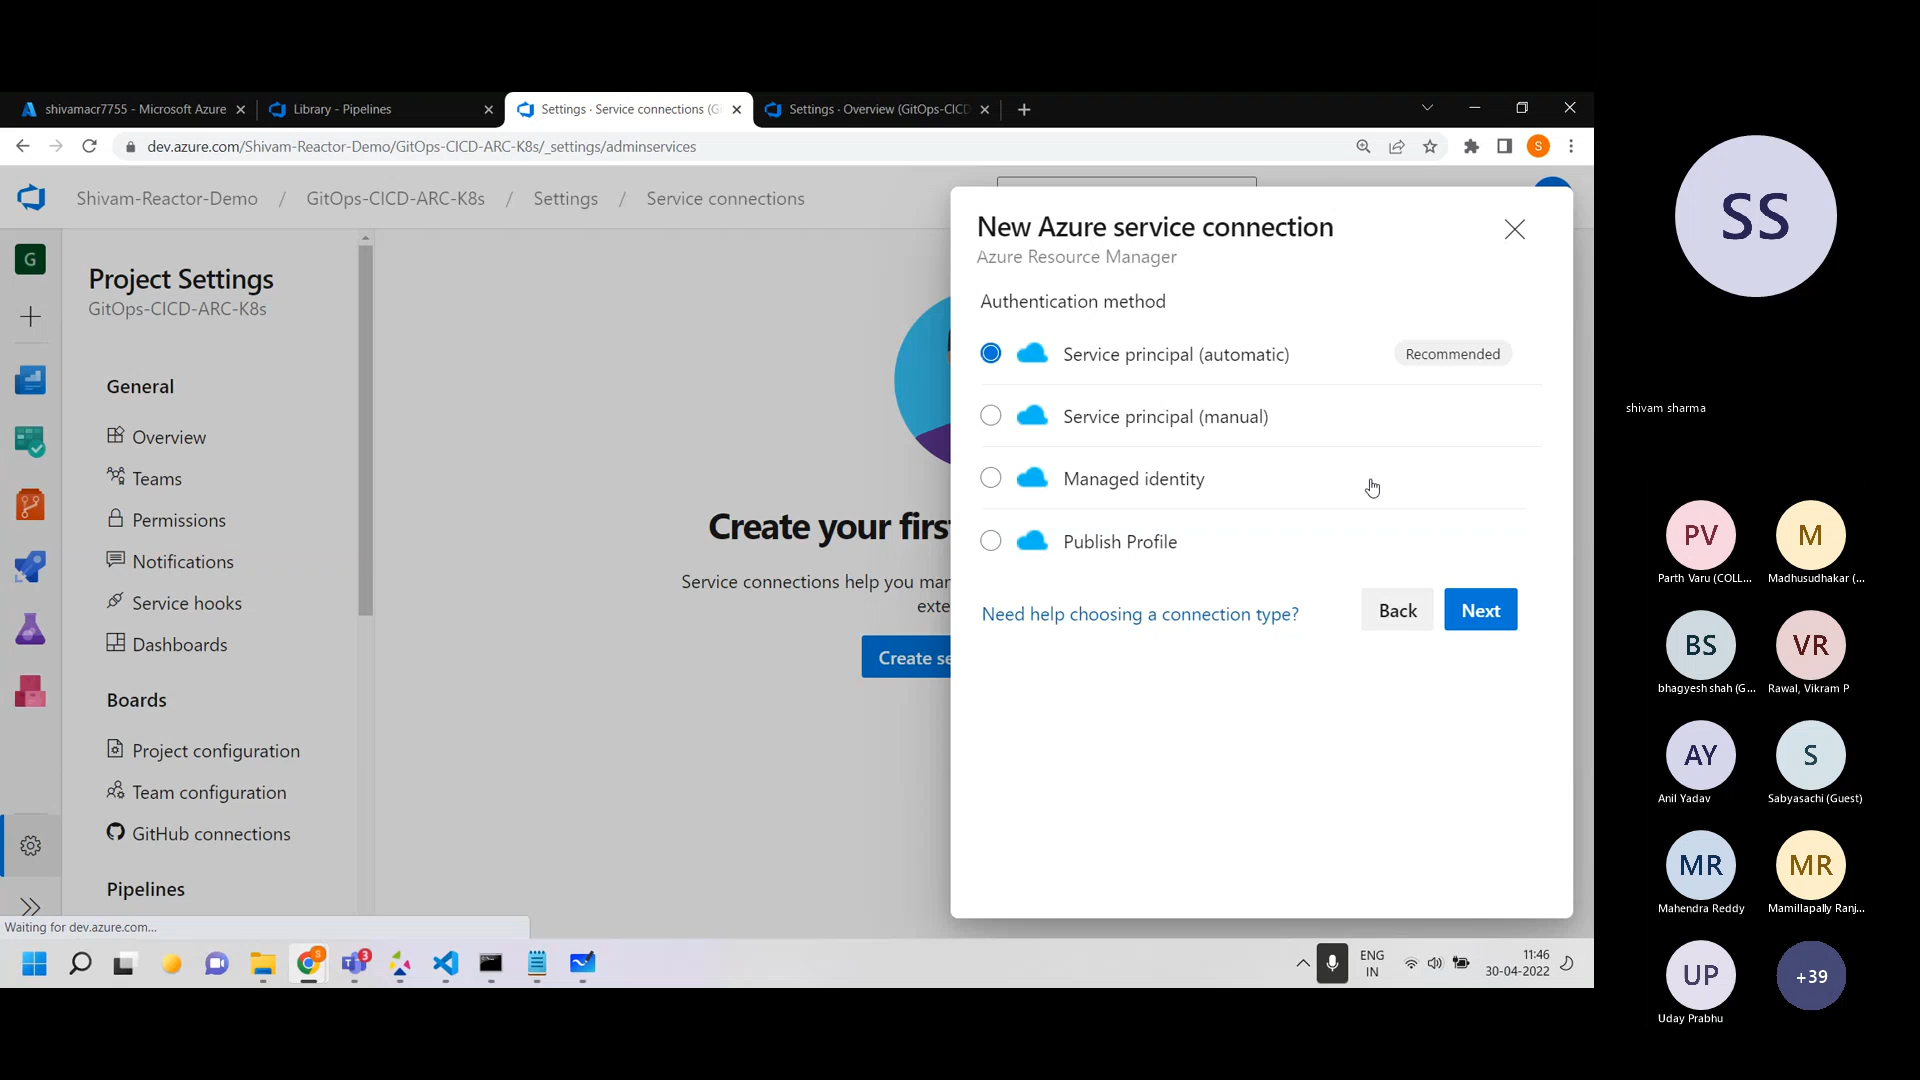 shivamacr7755 - Microsoft Azure
Library - Pipelines
Settings · Service connections (G
Settings · Overview (GitOps-CICD
dev.azure.com/Shivam-Reactor-Demo/GitOps-CICD-ARC-K8s/_settings/adminservices
S
Shivam-Reactor-Demo / GitOps-CICD-ARC-K8s / Settings / Service connections
G
Project Settings
GitOps-CICD-ARC-K8s
General
Overview
Teams
Permissions
Notifications
Service hooks
Dashboards
Boards
Project configuration
Team configuration
GitHub connections
Pipelines
Waiting for dev.azure.com...
Create your firs
Service connections help you man
exte
Create se
New Azure service connection
Azure Resource Manager
Authentication method
Service principal (automatic)
Recommended
Service principal (manual)
Managed identity
Publish Profile
Need help choosing a connection type?
Back
Next
S
3
ENG
IN
11:46
30-04-2022
SS
shivam sharma
PV
Parth Varu (COLL...
M
Madhusudhakar (...
BS
bhagyesh shah (G...
VR
Rawal, Vikram P
AY
Anil Yadav
S
Sabyasachi (Guest)
MR
Mahendra Reddy
MR
Mamillapally Ranj...
UP
Uday Prabhu
+39